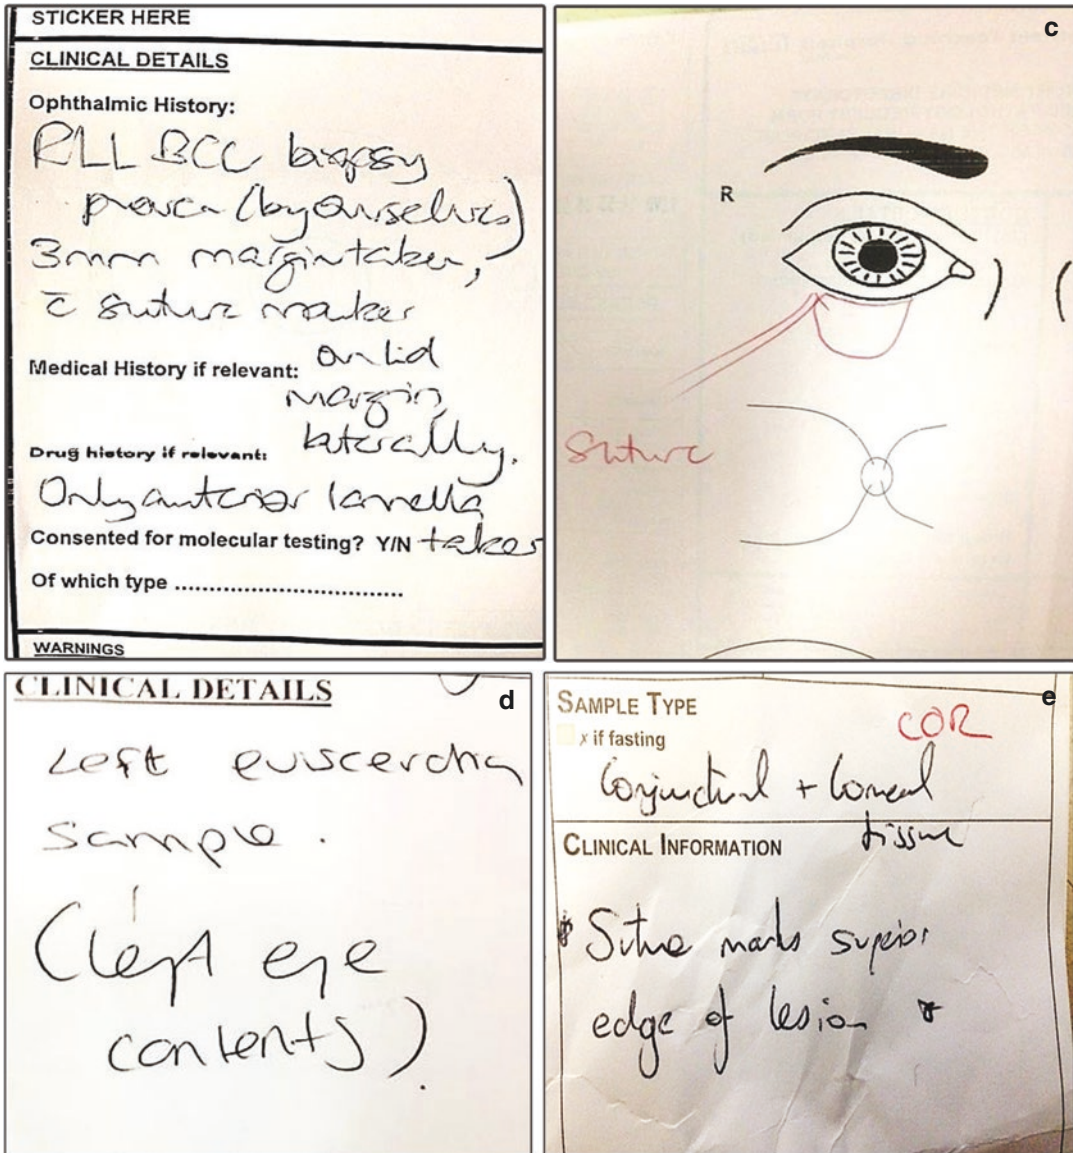 STICKER HERE
CLINICAL DETAILS
Ophthalmic History:
RLL BCC biopsy
proven (by ourselves)
3mm margin taken,
c̄ suture marker
Medical History if relevant: on lid
margin
Drug history if relevant: laterally.
Only anterior lamella
Consented for molecular testing? Y/N taken
Of which type ....................................
WARNINGS
c
R
Suture
CLINICAL DETAILS
d
Left evisceration
sample.
(left eye
contents).
SAMPLE TYPE
e
x if fasting
COR
Conjunctival + Corneal
tissue
CLINICAL INFORMATION
* Suture marks superior
edge of lesion *